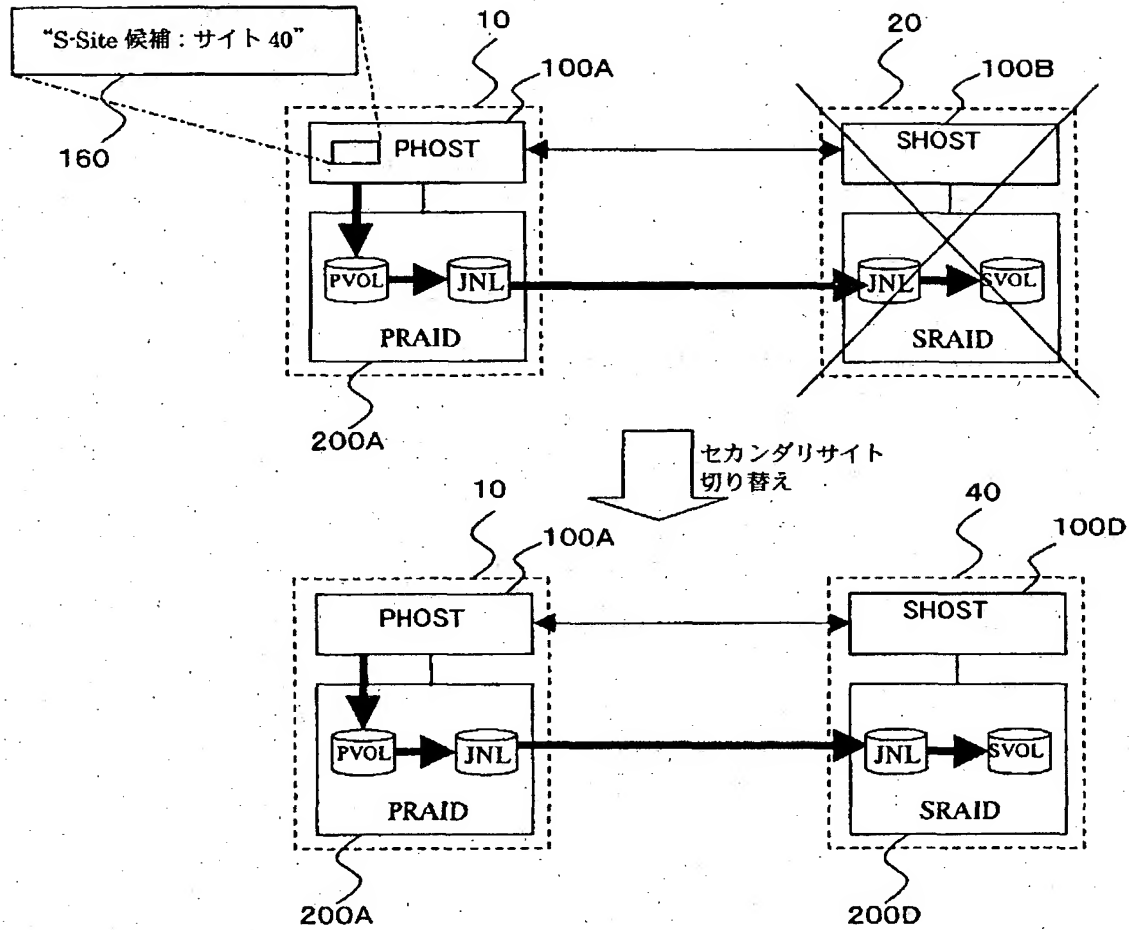 “S-Site 候補：サイト 40”
160
10
100A
PHOST
PVOL
JNL
PRAID
200A
20
100B
SHOST
JNL
SVOL
SRAID
セカンダリサイト
切り替え
10
100A
PHOST
PVOL
JNL
PRAID
200A
40
100D
SHOST
JNL
SVOL
SRAID
200D